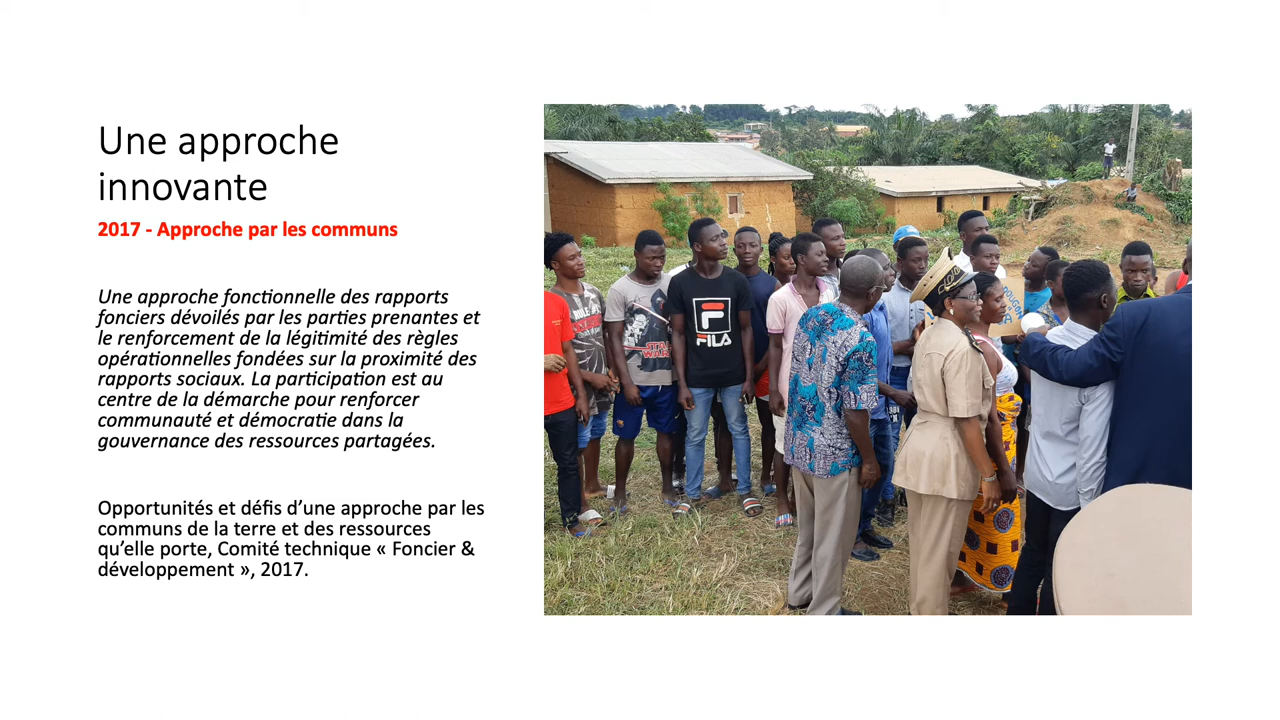 Une approche
innovante
2017 - Approche par les communs
Une approche fonctionnelle des rapports
fonciers dévoilés par les parties prenantes et
le renforcement de la légitimité des règles
opérationnelles fondées sur la proximité des
rapports sociaux. La participation est au
centre de la démarche pour renforcer
communauté et démocratie dans la
gouvernance des ressources partagées.
Opportunités et défis d’une approche par les
communs de la terre et des ressources
qu’elle porte, Comité technique « Foncier &
développement », 2017.
FILA
STAR
WARS